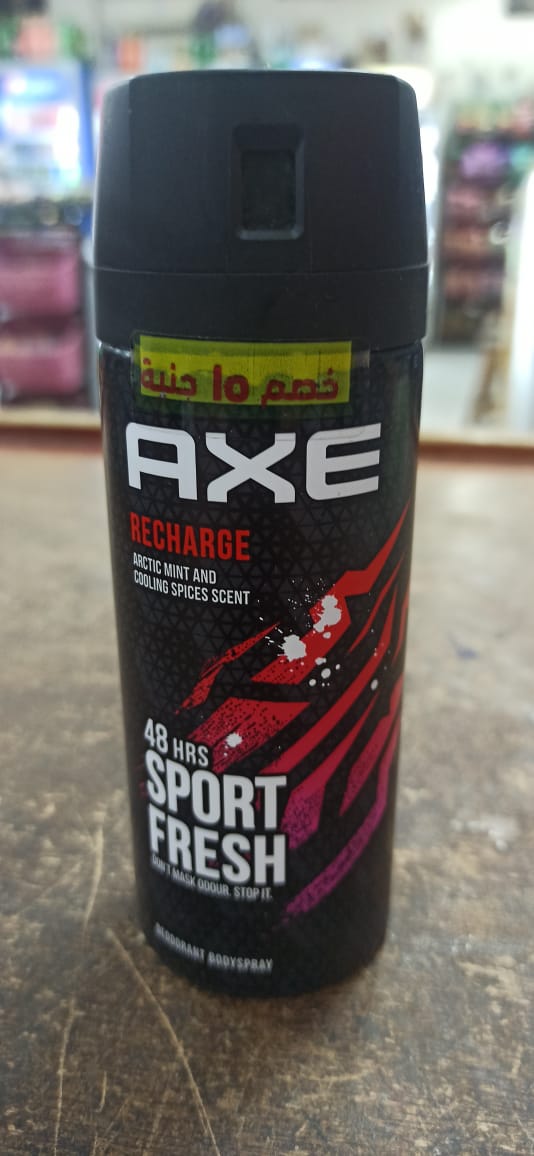 خصم 10 جنية
AXE
RECHARGE
ARCTIC MINT AND
COOLING SPICES SCENT
48 HRS
SPORT
FRESH
DON'T MASK ODOUR. STOP IT.
DEODORANT BODYSPRAY